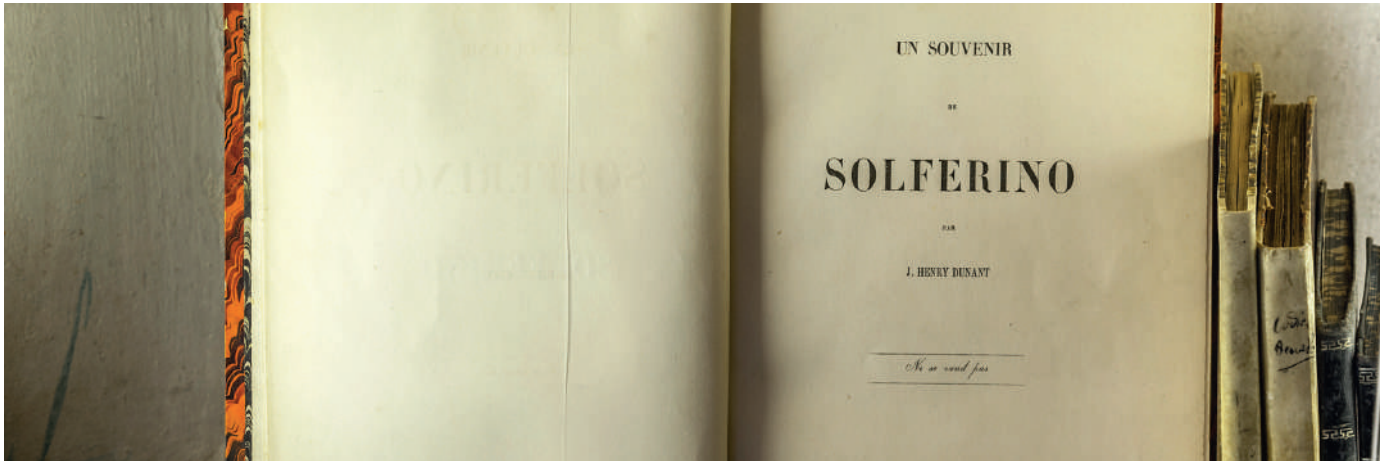 UN SOUVENIR
DE
SOLFERINO
PAR
J. HENRY DUNANT
Ne se vend pas